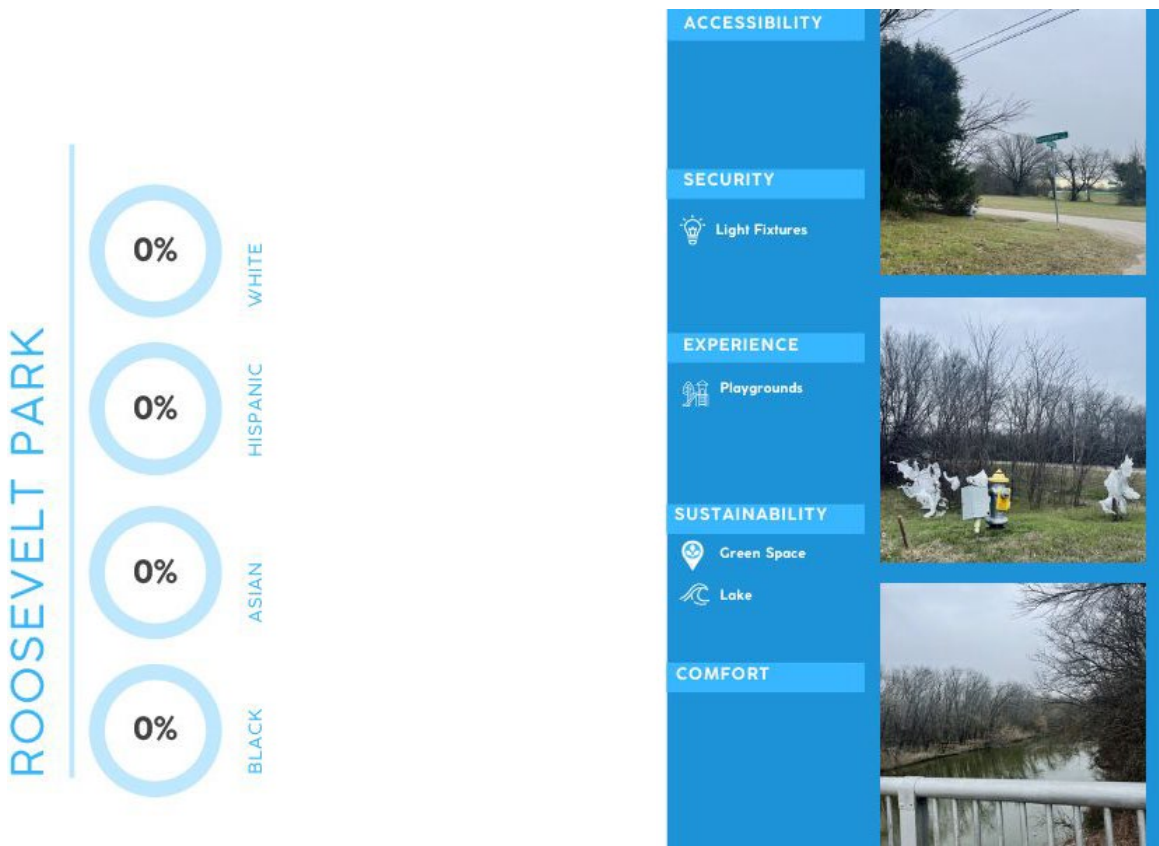 ROOSEVELT PARK
0%
WHITE
0%
HISPANIC
0%
ASIAN
0%
BLACK
ACCESSIBILITY
SECURITY
Light Fixtures
EXPERIENCE
Playgrounds
SUSTAINABILITY
Green Space
Lake
COMFORT